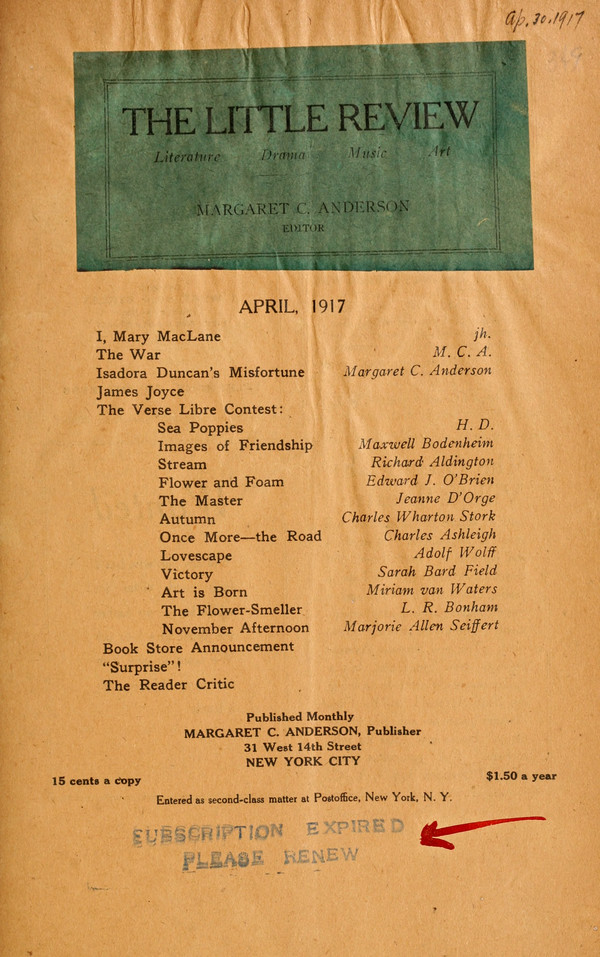 Ap. 30. 1917
THE LITTLE REVIEW
Literature Drama Music Art
MARGARET C. ANDERSON
EDITOR
APRIL, 1917
I, Mary MacLane jh.
The War M. C. A.
Isadora Duncan's Misfortune Margaret C. Anderson
James Joyce
The Verse Libre Contest:
Sea Poppies H. D.
Images of Friendship Maxwell Bodenheim
Stream Richard Aldington
Flower and Foam Edward J. O'Brien
The Master Jeanne D'Orge
Autumn Charles Wharton Stork
Once More—the Road Charles Ashleigh
Lovescape Adolf Wolff
Victory Sarah Bard Field
Art is Born Miriam van Waters
The Flower-Smeller L. R. Bonham
November Afternoon Marjorie Allen Seiffert
Book Store Announcement
"Surprise"!
The Reader Critic
Published Monthly
MARGARET C. ANDERSON, Publisher
31 West 14th Street
NEW YORK CITY
15 cents a copy $1.50 a year
Entered as second-class matter at Postoffice, New York, N. Y.
SUBSCRIPTION EXPIRED
PLEASE RENEW